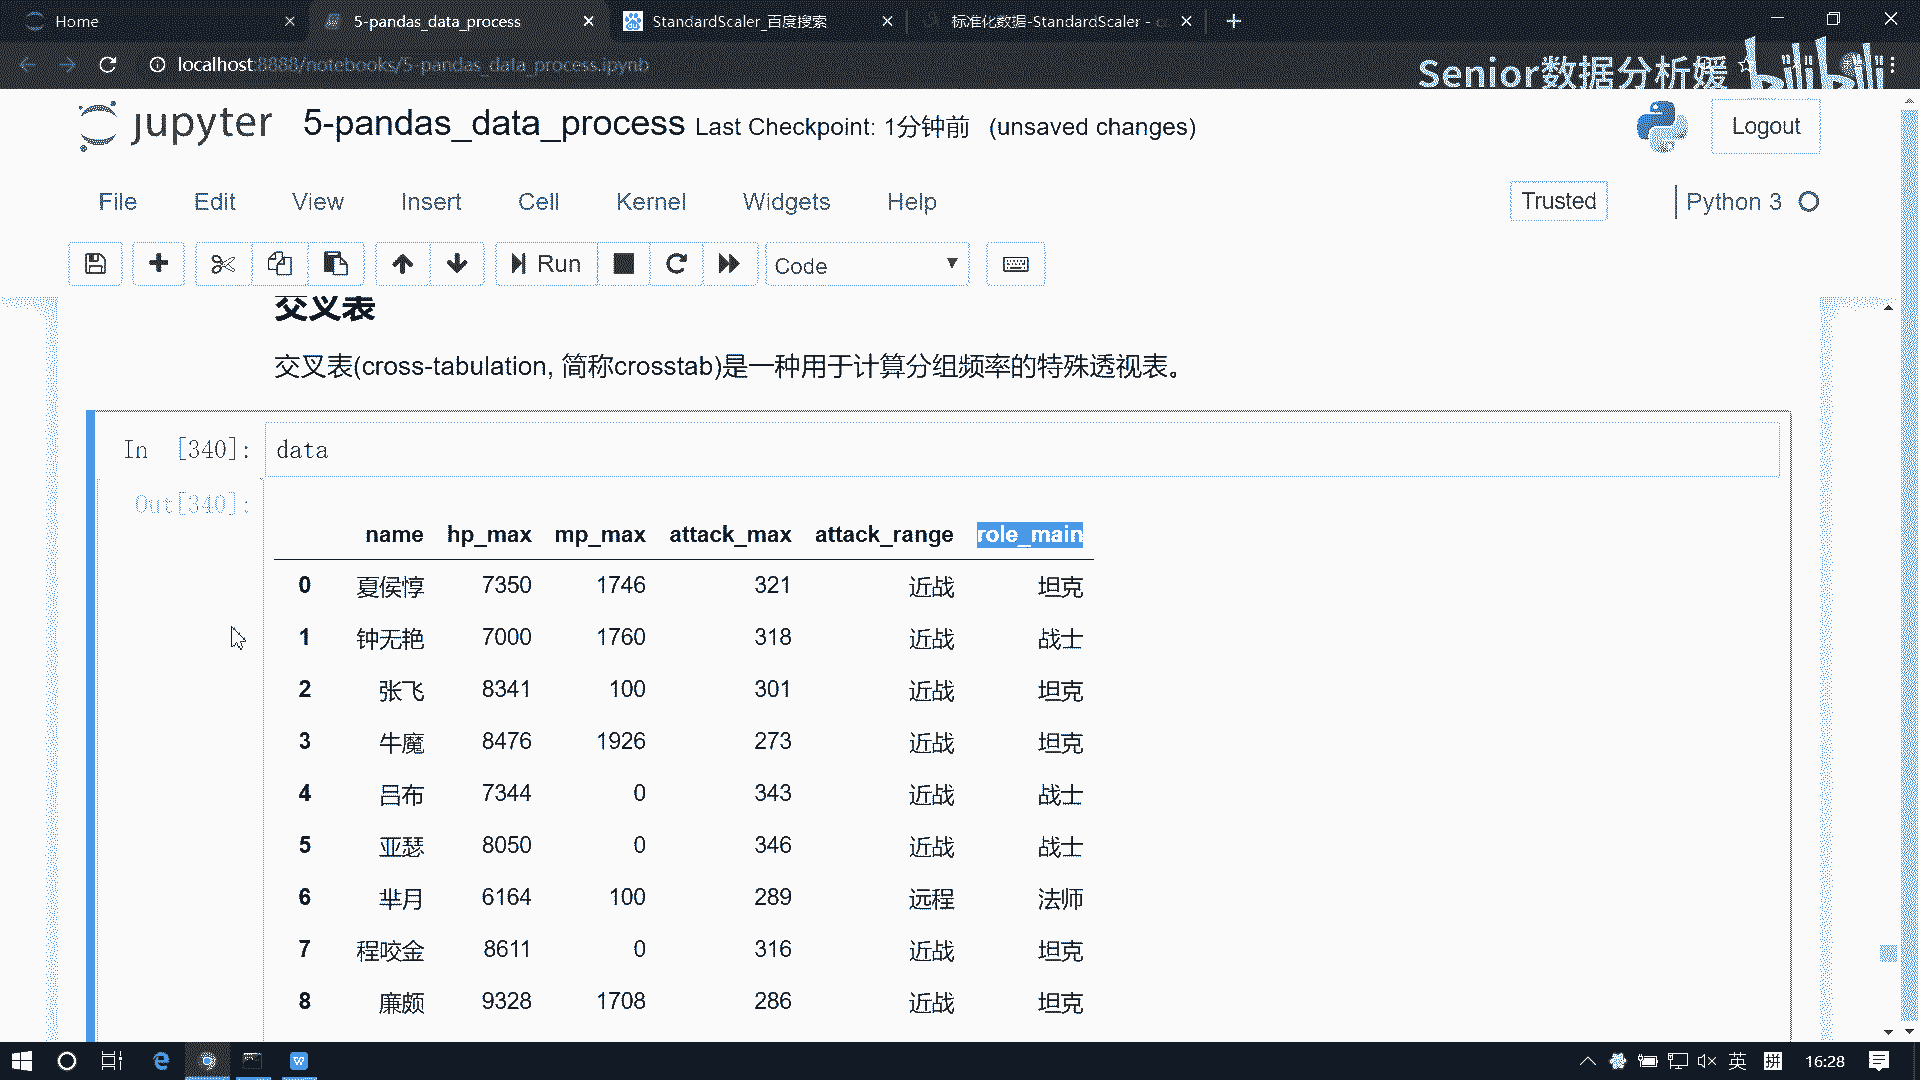 Home
5-pandas_data_process
StandardScaler_百度搜索
标准化数据-StandardScaler -
localhost:8888/notebooks/5-pandas_data_process.ipynb
Senior数据分析媛 bilibili
jupyter 5-pandas_data_process Last Checkpoint: 1分钟前 (unsaved changes)
Logout
File Edit View Insert Cell Kernel Widgets Help
Trusted
Python 3
Run
Code
交叉表
交叉表(cross-tabulation, 简称crosstab)是一种用于计算分组频率的特殊透视表。
In [340]: data
Out[340]:
name hp_max mp_max attack_max attack_range role_main
0 夏侯惇 7350 1746 321 近战 坦克
1 钟无艳 7000 1760 318 近战 战士
2 张飞 8341 100 301 近战 坦克
3 牛魔 8476 1926 273 近战 坦克
4 吕布 7344 0 343 近战 战士
5 亚瑟 8050 0 346 近战 战士
6 芈月 6164 100 289 远程 法师
7 程咬金 8611 0 316 近战 坦克
8 廉颇 9328 1708 286 近战 坦克
英 拼 16:28